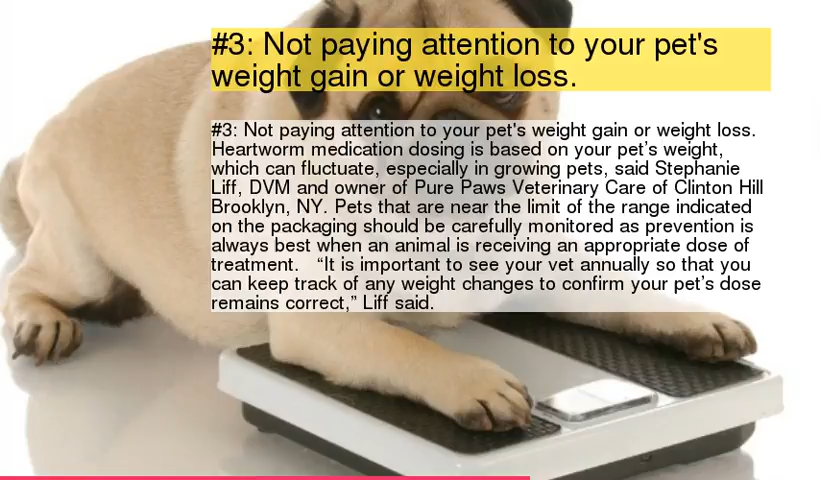 #3: Not paying attention to your pet's
weight gain or weight loss.
#3: Not paying attention to your pet's weight gain or weight loss.
Heartworm medication dosing is based on your pet’s weight,
which can fluctuate, especially in growing pets, said Stephanie
Liff, DVM and owner of Pure Paws Veterinary Care of Clinton Hill
Brooklyn, NY. Pets that are near the limit of the range indicated
on the packaging should be carefully monitored as prevention is
always best when an animal is receiving an appropriate dose of
treatment.   “It is important to see your vet annually so that you
can keep track of any weight changes to confirm your pet’s dose
remains correct,” Liff said.